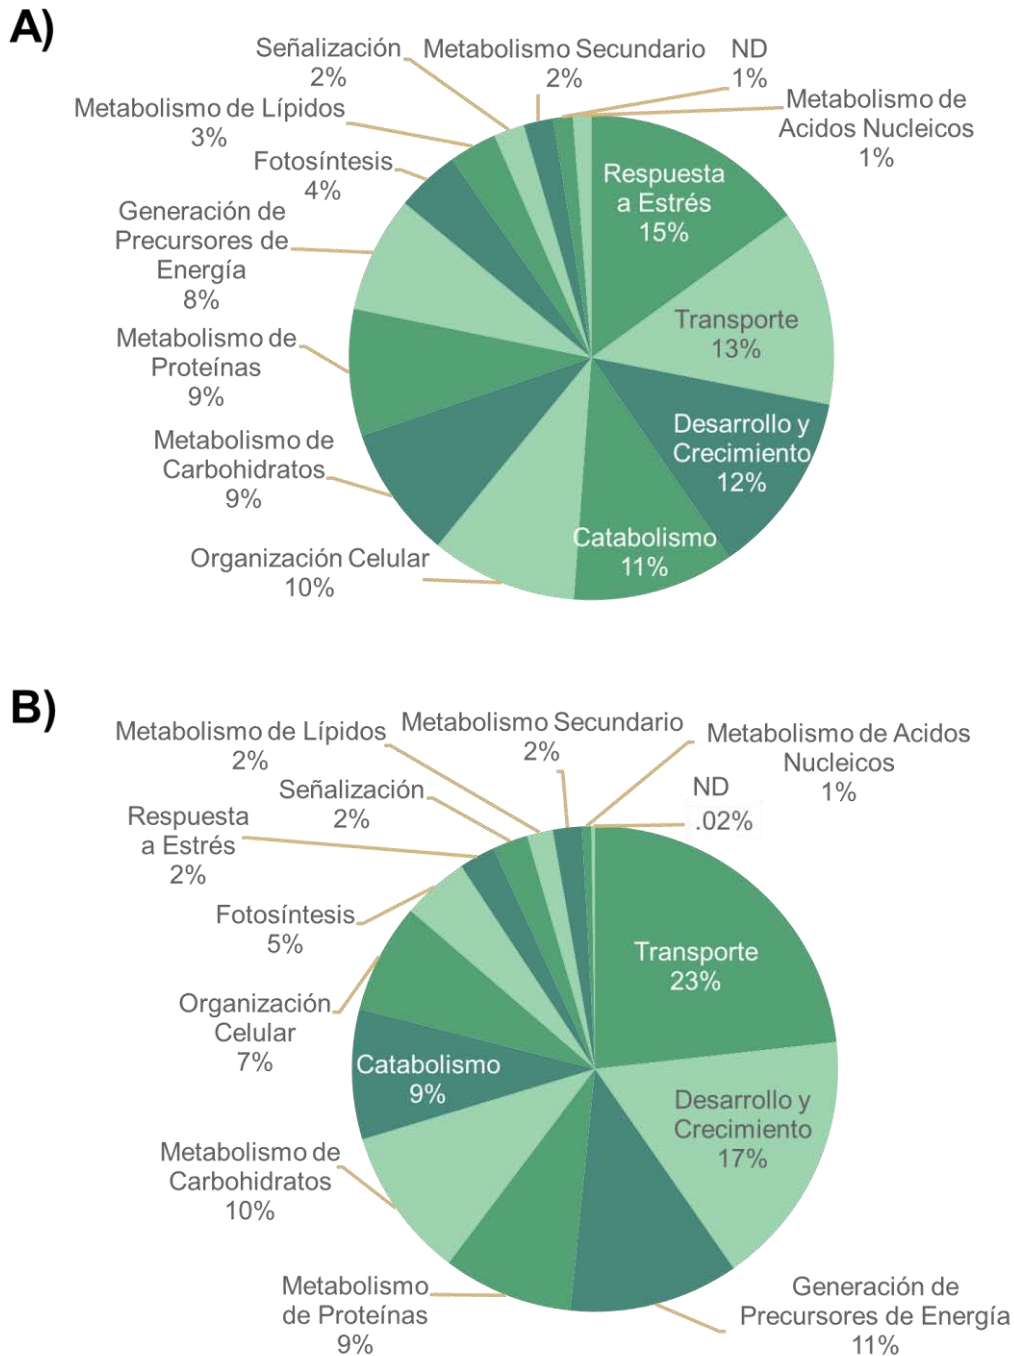 A)
Señalización
2%
Metabolismo Secundario
2%
ND
1%
Metabolismo de
Acidos Nucleicos
1%
Metabolismo de Lípidos
3%
Fotosíntesis
4%
Generación de
Precursores de
Energía
8%
Metabolismo de
Proteínas
9%
Metabolismo de
Carbohidratos
9%
Organización Celular
10%
Respuesta
a Estrés
15%
Transporte
13%
Desarrollo y
Crecimiento
12%
Catabolismo
11%
B)
Metabolismo de Lípidos
2%
Metabolismo Secundario
2%
Metabolismo de Acidos
Nucleicos
1%
ND
.02%
Señalización
2%
Respuesta
a Estrés
2%
Fotosíntesis
5%
Organización
Celular
7%
Catabolismo
9%
Metabolismo de
Carbohidratos
10%
Metabolismo
de Proteínas
9%
Transporte
23%
Desarrollo y
Crecimiento
17%
Generación de
Precursores de Energía
11%